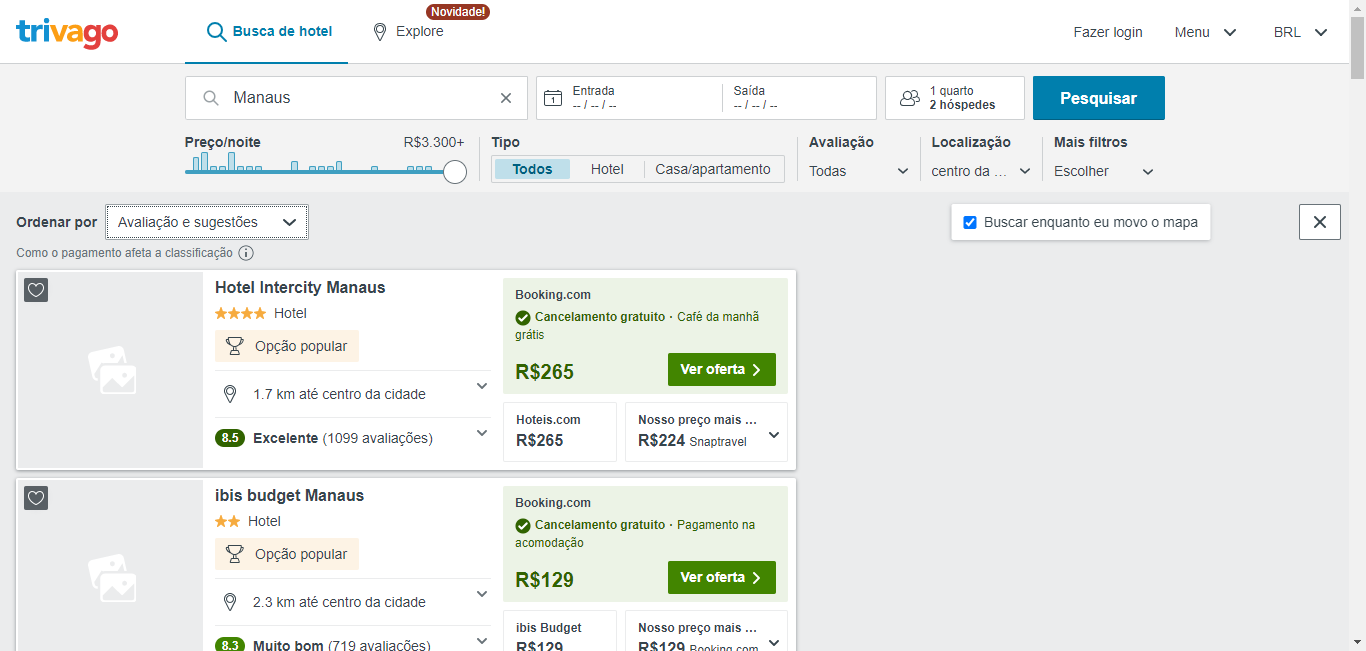 trivago
Busca de hotel
Novidade!
Explore
Fazer login
Menu
BRL
Manaus
Entrada
-- / -- / --
Saída
-- / -- / --
1 quarto
2 hóspedes
Pesquisar
Preço/noite
R$3.300+
Tipo
Todos
Hotel
Casa/apartamento
Avaliação
Todas
Localização
centro da ...
Mais filtros
Escolher
Ordenar por
Avaliação e sugestões
Como o pagamento afeta a classificação
Buscar enquanto eu movo o mapa
Hotel Intercity Manaus
Hotel
Opção popular
1.7 km até centro da cidade
8.5 Excelente (1099 avaliações)
Booking.com
Cancelamento gratuito · Café da manhã
grátis
R$265
Ver oferta
Hoteis.com
R$265
Nosso preço mais ...
R$224 Snaptravel
ibis budget Manaus
Hotel
Opção popular
2.3 km até centro da cidade
8.3 Muito bom (719 avaliações)
Booking.com
Cancelamento gratuito · Pagamento na
acomodação
R$129
Ver oferta
ibis Budget
R$129
Nosso preço mais ...
R$129 Booking.com